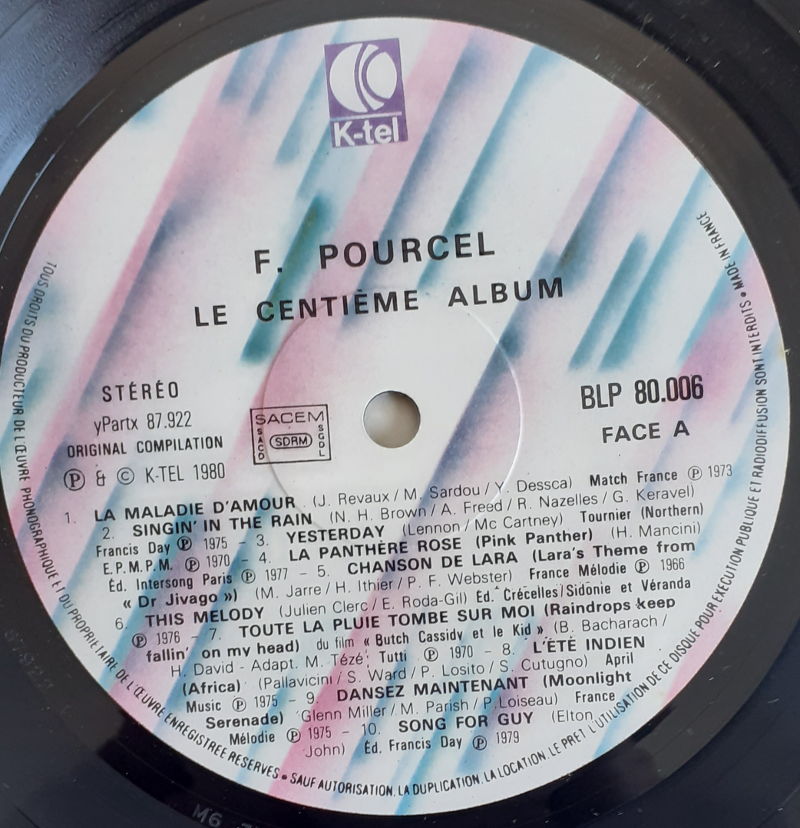 K-tel
F. POURCEL
LE CENTIÈME ALBUM
STÉRÉO
yPartx 87.922
ORIGINAL COMPILATION
Ⓟ & © K-TEL 1980
SACEM
SACD
SDRM
SGDL
BLP 80.006
FACE A
1. LA MALADIE D'AMOUR (J. Revaux / M. Sardou / Y. Dessca) Match France Ⓟ 1973
2. SINGIN' IN THE RAIN (N. H. Brown / A. Freed / R. Nazelles / G. Keravel)
Francis Day Ⓟ 1975 - 3. YESTERDAY (Lennon / Mc Cartney) Tournier (Northern)
E.P.M.P.M. Ⓟ 1970 - 4. LA PANTHÈRE ROSE (Pink Panther) (H. Mancini)
Éd. Intersong Paris Ⓟ 1977 - 5. CHANSON DE LARA (Lara's Theme from
« Dr Jivago ») (M. Jarre / H. Ithier / P. F. Webster) France Mélodie Ⓟ 1966
6. THIS MELODY (Julien Clerc / E. Roda-Gil) Ed. Crécelles/Sidonie et Véranda
Ⓟ 1976 - 7. TOUTE LA PLUIE TOMBE SUR MOI (Raindrops keep
fallin' on my head) du film « Butch Cassidy et le Kid » (B. Bacharach /
H. David - Adapt. M. Tézé) Tutti Ⓟ 1970 - 8. L'ÉTÉ INDIEN
(Africa) (Pallavicini / S. Ward / P. Losito / S. Cutugno) April
Music Ⓟ 1975 - 9. DANSEZ MAINTENANT (Moonlight
Serenade) Glenn Miller / M. Parish / P. Loiseau) France
Mélodie Ⓟ 1975 - 10. SONG FOR GUY (Elton
John) Éd. Francis Day Ⓟ 1979
TOUS DROITS DU PRODUCTEUR DE L'ŒUVRE PHONOGRAPHIQUE ET DU PROPRIÉTAIRE DE L'ŒUVRE ENREGISTRÉE RÉSERVÉS • SAUF AUTORISATION, LA DUPLICATION, LA LOCATION, LE PRÊT, L'UTILISATION DE CE DISQUE POUR EXÉCUTION PUBLIQUE ET RADIODIFFUSION SONT INTERDITS • MADE IN FRANCE
M6